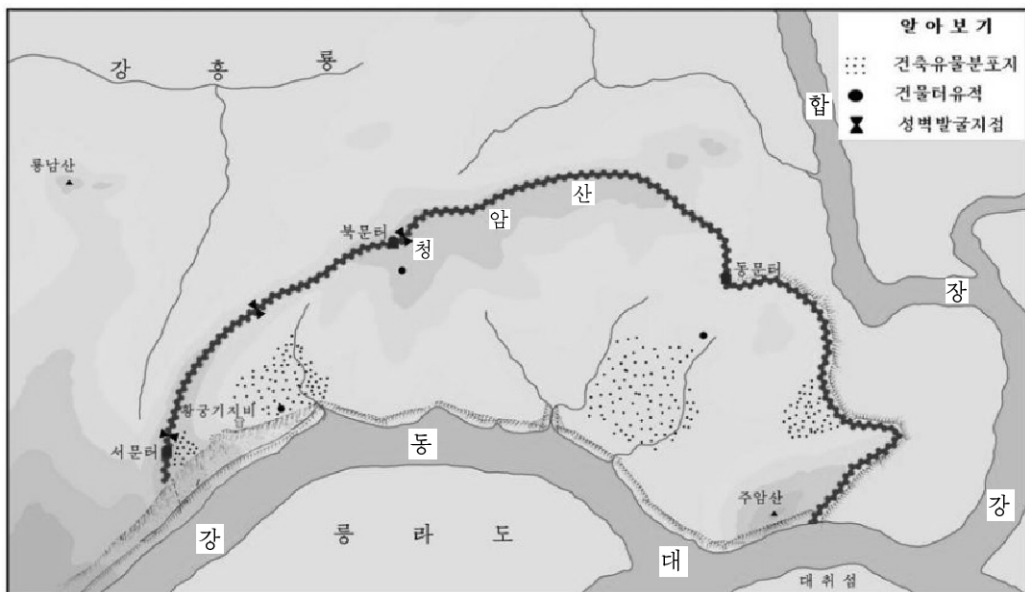 알아보기
건축유물분포지
건물터유적
성벽발굴지점
강 흥 룡
합
룡남산
산
암
북문터
청
동문터
장
황궁기지비
서문터
동
주암산
강
강
릉 라 도
대
대취섬